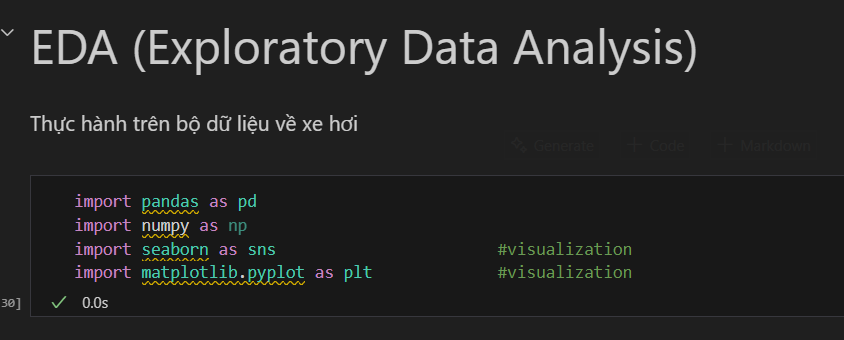 EDA (Exploratory Data Analysis)
Thực hành trên bộ dữ liệu về xe hơi
Generate + Code + Markdown
import pandas as pd
import numpy as np
import seaborn as sns #visualization
import matplotlib.pyplot as plt #visualization
30] 0.0s